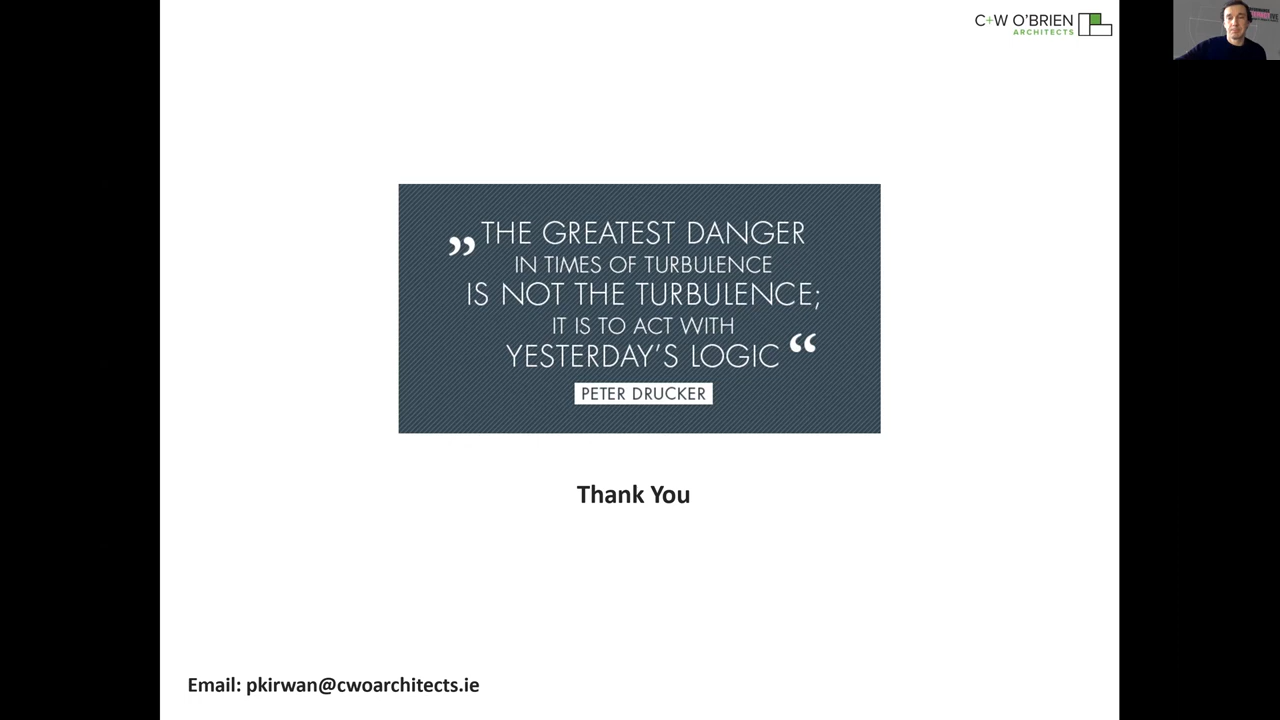 C+W O'BRIEN
ARCHITECTS
”THE GREATEST DANGER
IN TIMES OF TURBULENCE
IS NOT THE TURBULENCE;
IT IS TO ACT WITH
YESTERDAY’S LOGIC “
PETER DRUCKER
Thank You
Email: pkirwan@cwoarchitects.ie